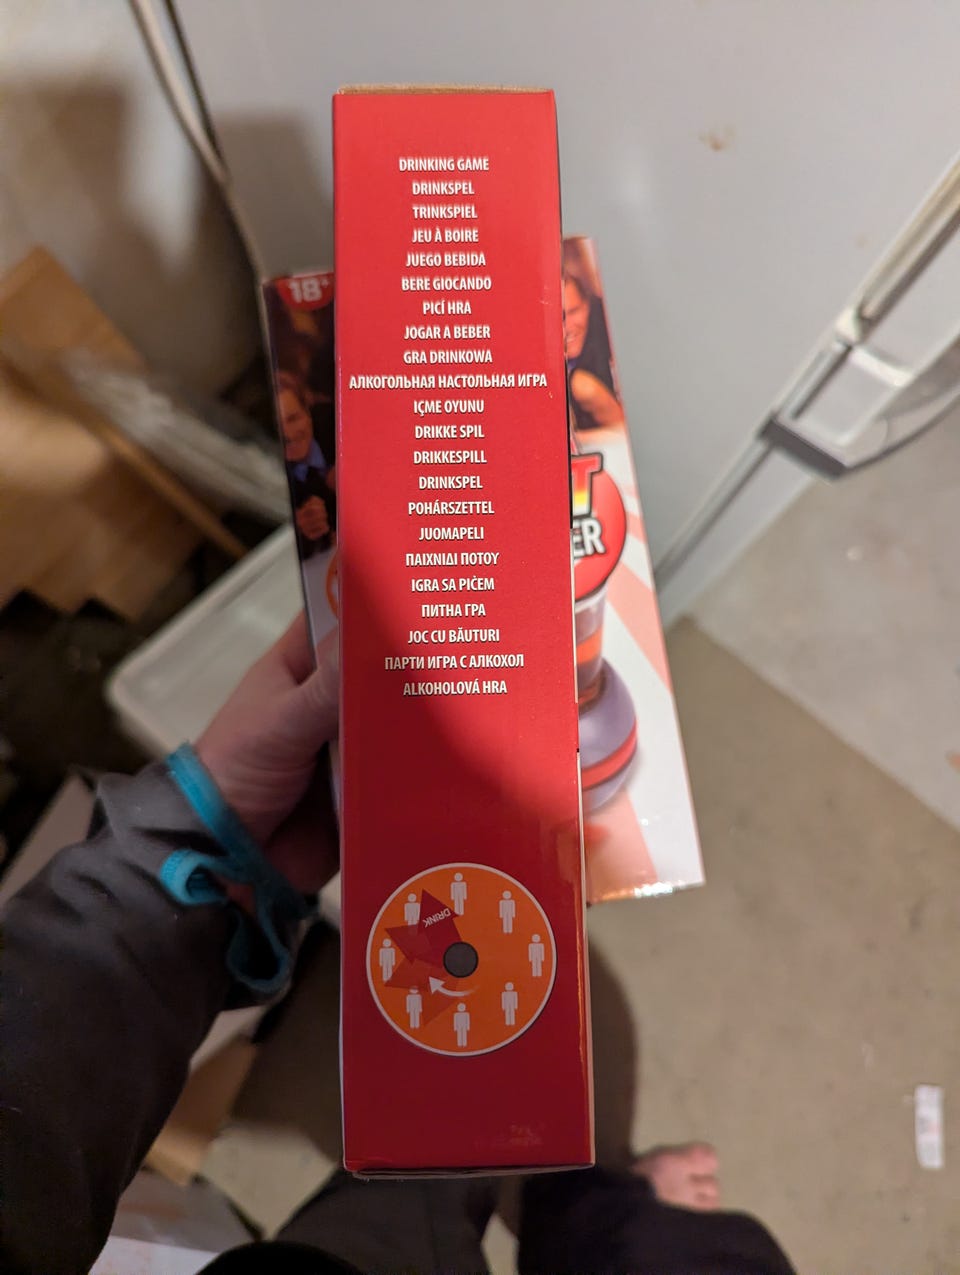 DRINKING GAME
DRINKSPEL
TRINKSPIEL
JEU À BOIRE
JUEGO BEBIDA
BERE GIOCANDO
PICÍ HRA
JOGAR A BEBER
GRA DRINKOWA
АЛКОГОЛЬНАЯ НАСТОЛЬНАЯ ИГРА
IÇME OYUNU
DRIKKE SPIL
DRIKKESPILL
DRINKSPEL
POHÁRSZETTEL
JUOMAPELI
ΠΑΙΧΝΙΔΙ ΠΟΤΟΥ
IGRA SA PIĆEM
ПИТНА ГРА
JOC CU BĂUTURI
ПАРТИ ИГРА С АЛКОХОЛ
ALKOHOLOVÁ HRA
DRINK
18+